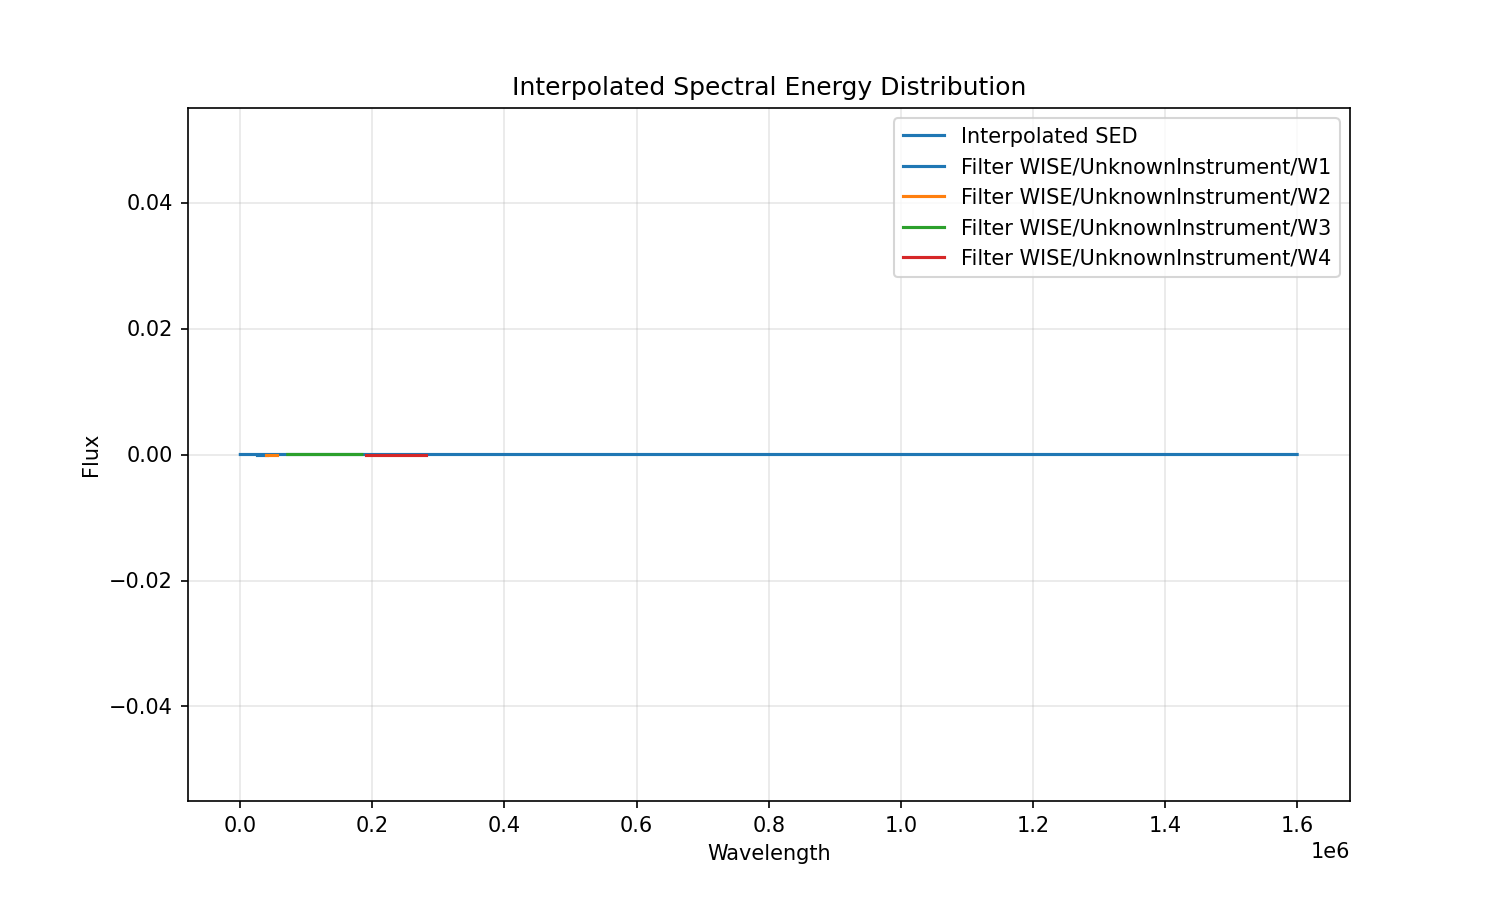 Interpolated Spectral Energy Distribution
Interpolated SED
Filter WISE/UnknownInstrument/W1
Filter WISE/UnknownInstrument/W2
Filter WISE/UnknownInstrument/W3
Filter WISE/UnknownInstrument/W4
0.04
0.02
0.00
−0.02
−0.04
Flux
0.0 0.2 0.4 0.6 0.8 1.0 1.2 1.4 1.6
1e6
Wavelength